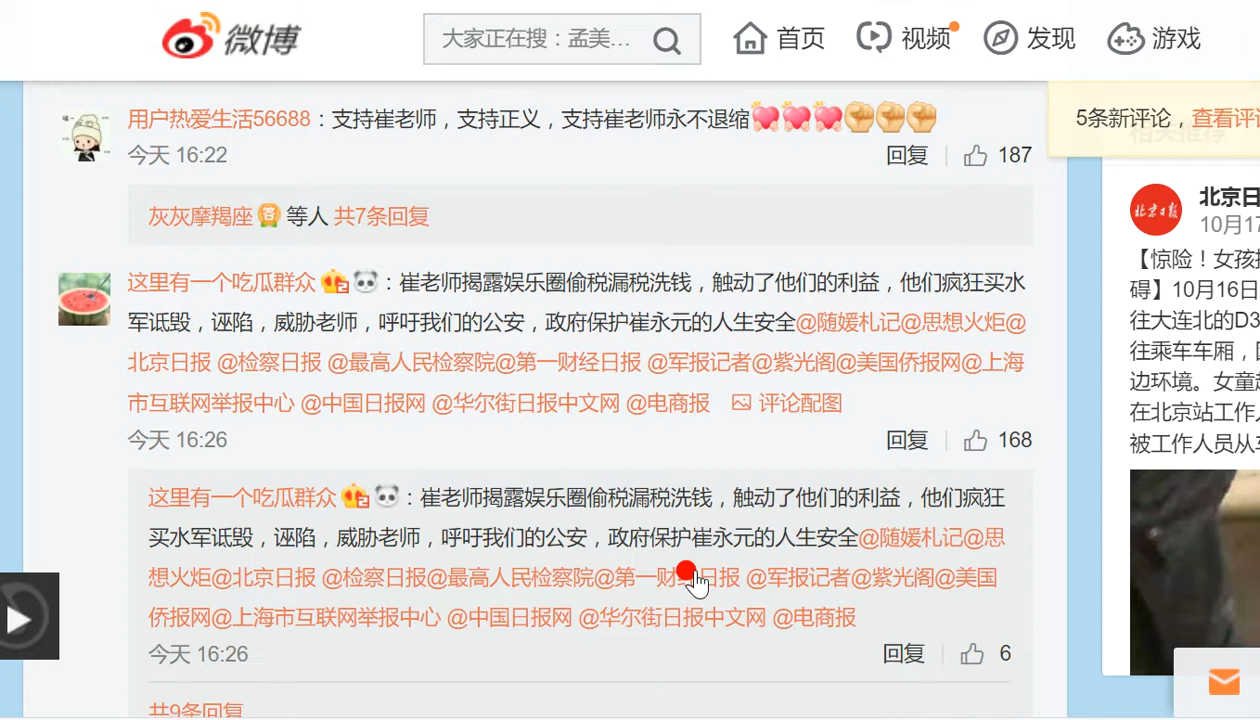 微博
大家正在搜：孟美...
首页
视频
发现
游戏
用户热爱生活56688：支持崔老师，支持正义，支持崔老师永不退缩
今天 16:22
回复
187
灰灰摩羯座 等人 共7条回复
这里有一个吃瓜群众：崔老师揭露娱乐圈偷税漏税洗钱，触动了他们的利益，他们疯狂买水
军诋毁，诬陷，威胁老师，呼吁我们的公安，政府保护崔永元的人生安全@随媛札记@思想火炬@
北京日报 @检察日报 @最高人民检察院@第一财经日报 @军报记者@紫光阁@美国侨报网@上海
市互联网举报中心 @中国日报网 @华尔街日报中文网 @电商报 评论配图
今天 16:26
回复
168
这里有一个吃瓜群众：崔老师揭露娱乐圈偷税漏税洗钱，触动了他们的利益，他们疯狂
买水军诋毁，诬陷，威胁老师，呼吁我们的公安，政府保护崔永元的人生安全@随媛札记@思
想火炬@北京日报 @检察日报@最高人民检察院@第一财经日报 @军报记者@紫光阁@美国
侨报网@上海市互联网举报中心 @中国日报网 @华尔街日报中文网 @电商报
今天 16:26
回复
6
共9条回复
5条新评论，查看评
相关推荐
北京日报
北京日
10月17
【惊险！女孩
碍】10月16日
往大连北的D3
往乘车车厢，
边环境。女童
在北京站工作
被工作人员从